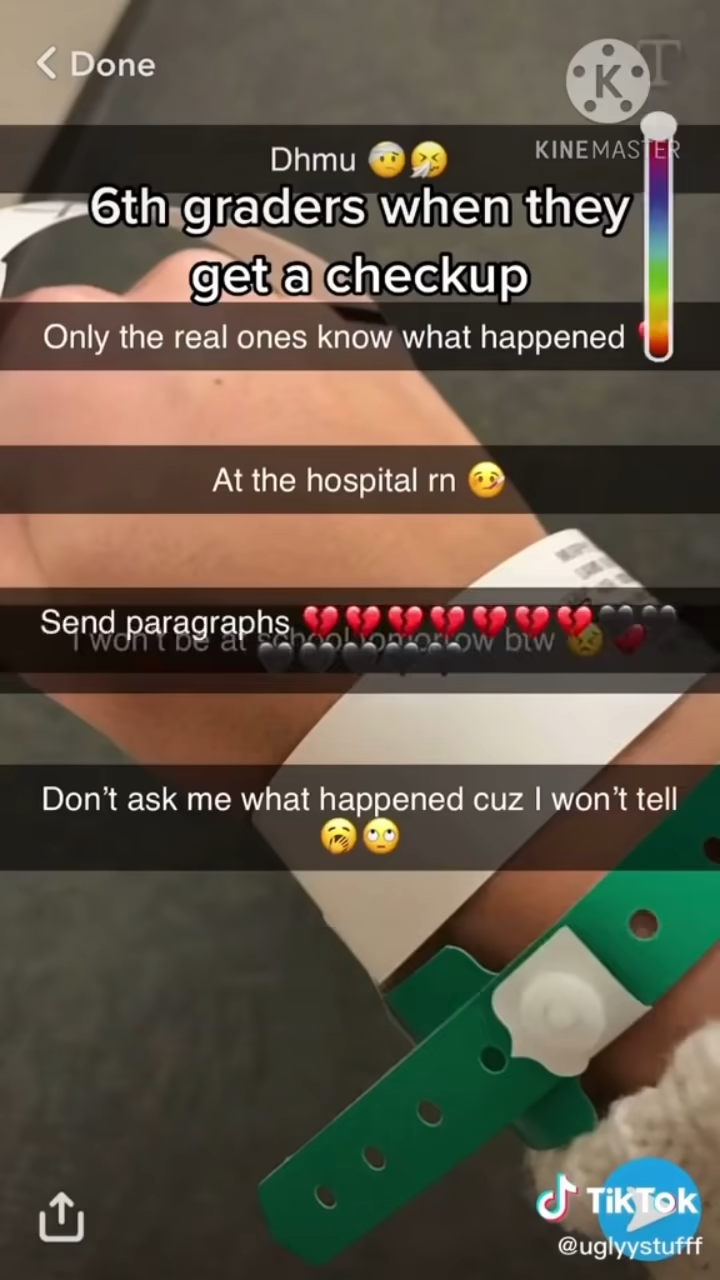 Done
T
K
KINEMASTER
Dhmu 🤕🤧
6th graders when they
get a checkup
Only the real ones know what happened
At the hospital rn 🤒
Send paragraphs 💔💔💔💔💔💔💔🖤🖤
I won't be at school tomorrow btw
Don't ask me what happened cuz I won't tell
🥱🙄
TikTok
@uglyystufff